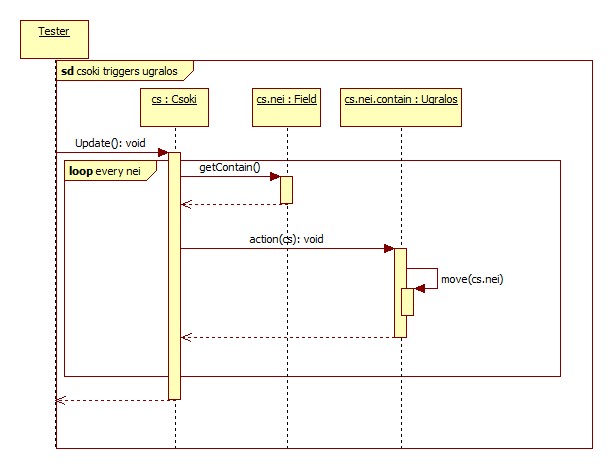 Tester
sd csoki triggers ugralos
cs : Csoki
cs.nei : Field
cs.nei.contain : Ugralos
Update(): void
loop every nei
getContain()
action(cs): void
move(cs.nei)